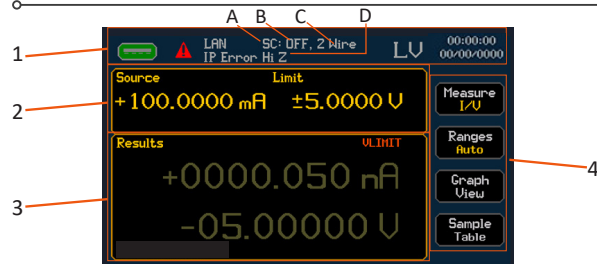 A B C D
1
LAN SC: OFF, 2 Wire LV 00:00:00
IP Error Hi Z 00/00/0000
2
Source Limit
+100.0000 mA ±5.0000 V
Measure
I/V
3
Results VLIMIT
+0000.050 nA
-05.00000 V
Ranges
Auto
4
Graph
View
Sample
Table